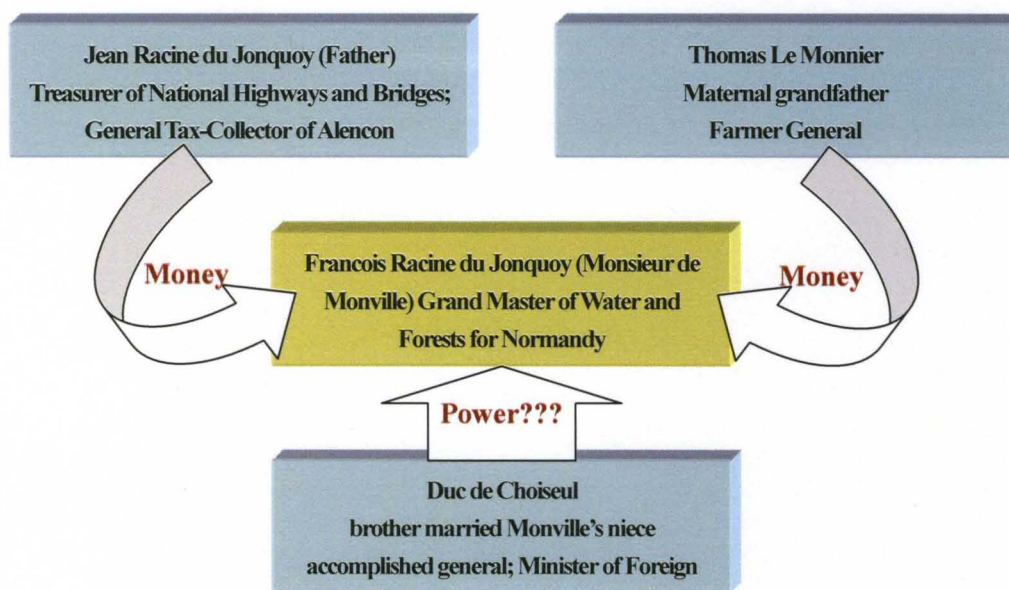 Jean Racine du Jonquoy (Father)
Treasurer of National Highways and Bridges;
General Tax-Collector of Alencon
Thomas Le Monnier
Maternal grandfather
Farmer General
Money
Francois Racine du Jonquoy (Monsieur de
Monville) Grand Master of Water and
Forests for Normandy
Money
Power???
Duc de Choiseul
brother married Monville's niece
accomplished general; Minister of Foreign